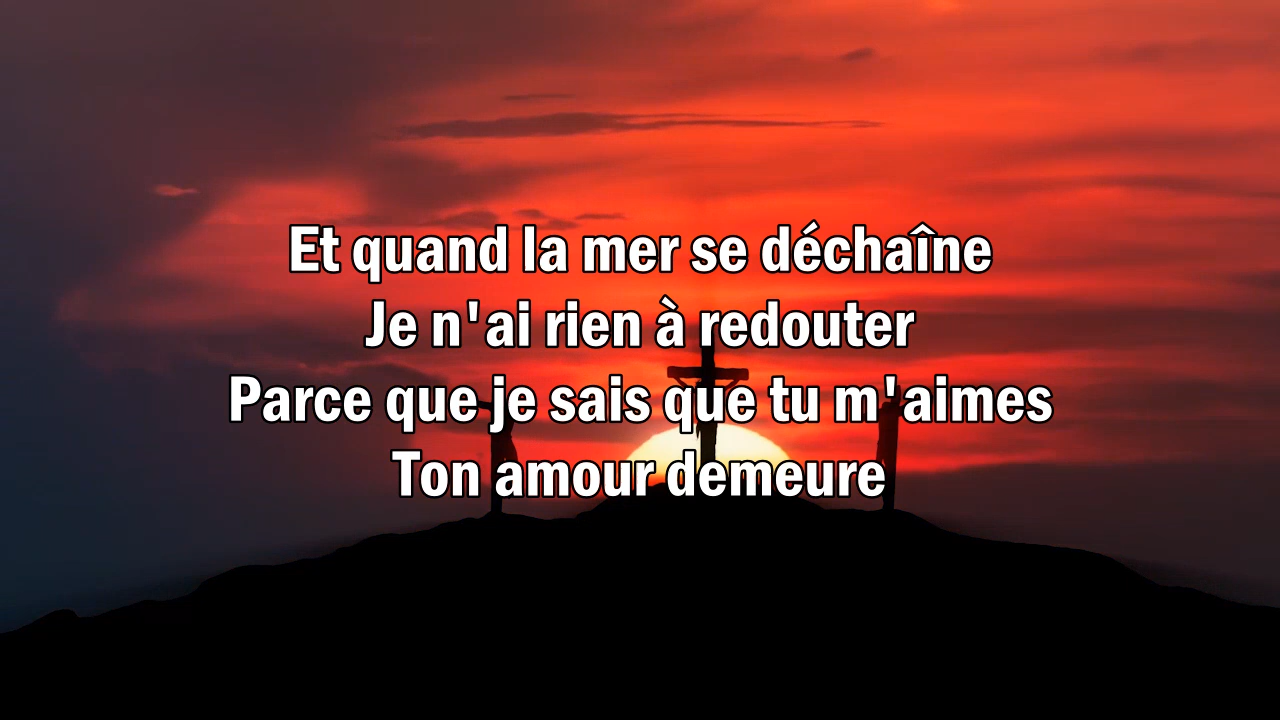 Et quand la mer se déchaîne
Je n'ai rien à redouter
Parce que je sais que tu m'aimes
Ton amour demeure